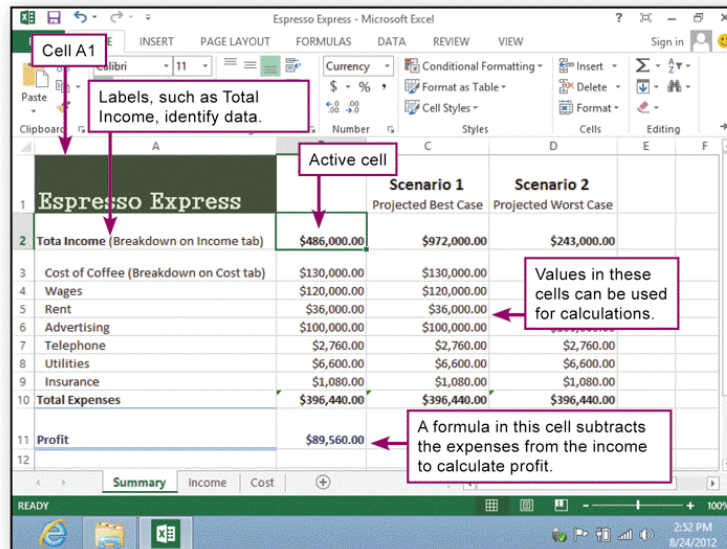 Espresso Express - Microsoft Excel
INSERT PAGE LAYOUT FORMULAS DATA REVIEW VIEW Sign in
Cell A1
Calibri 11 Currency Conditional Formatting Insert
Paste $ % , Format as Table Delete
Labels, such as Total
Income, identify data.
Cell Styles Format
Clipboard Number Styles Cells Editing
A C D E F
Active cell
Scenario 1 Scenario 2
1 Espresso Express Projected Best Case Projected Worst Case
2 Tota Income (Breakdown on Income tab) $486,000.00 $972,000.00 $243,000.00
3 Cost of Coffee (Breakdown on Cost tab) $130,000.00 $130,000.00
4 Wages $120,000.00 $120,000.00
5 Rent $36,000.00 $36,000.00
6 Advertising $100,000.00 $100,000.00
Values in these
cells can be used
for calculations.
7 Telephone $2,760.00 $2,760.00 $2,760.00
8 Utilities $6,600.00 $6,600.00 $6,600.00
9 Insurance $1,080.00 $1,080.00 $1,080.00
10 Total Expenses $396,440.00 $396,440.00 $396,440.00
11 Profit $89,560.00
A formula in this cell subtracts
the expenses from the income
to calculate profit.
12
Summary Income Cost
READY 100%
2:52 PM
8/24/2012